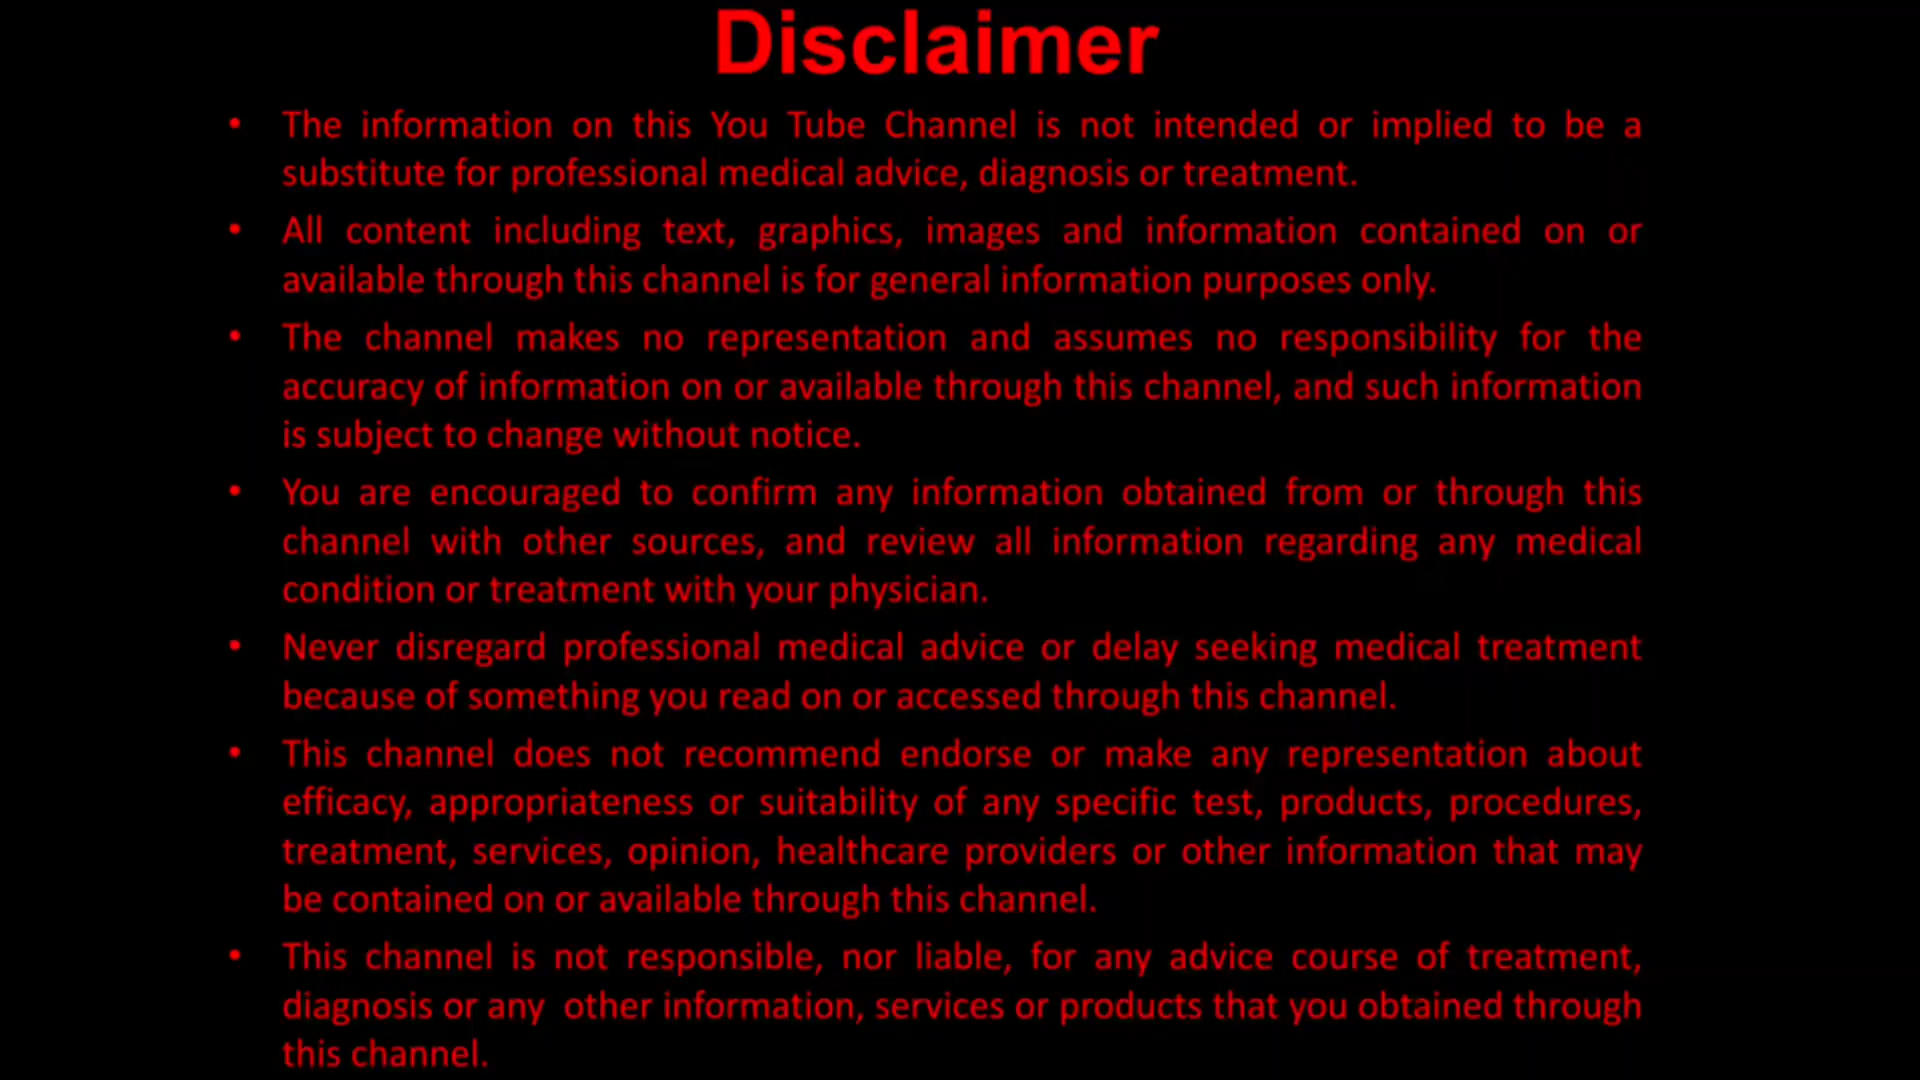 Disclaimer
• The information on this You Tube Channel is not intended or implied to be a
substitute for professional medical advice, diagnosis or treatment.
• All content including text, graphics, images and information contained on or
available through this channel is for general information purposes only.
• The channel makes no representation and assumes no responsibility for the
accuracy of information on or available through this channel, and such information
is subject to change without notice.
• You are encouraged to confirm any information obtained from or through this
channel with other sources, and review all information regarding any medical
condition or treatment with your physician.
• Never disregard professional medical advice or delay seeking medical treatment
because of something you read on or accessed through this channel.
• This channel does not recommend endorse or make any representation about
efficacy, appropriateness or suitability of any specific test, products, procedures,
treatment, services, opinion, healthcare providers or other information that may
be contained on or available through this channel.
• This channel is not responsible, nor liable, for any advice course of treatment,
diagnosis or any other information, services or products that you obtained through
this channel.